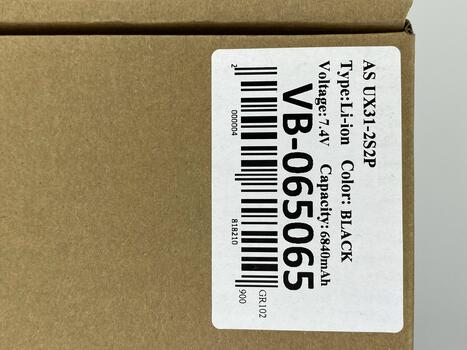 AS UX31-2S2P
Type:Li-ion Color: BLACK
Voltage: 7.4V Capacity: 6840mAh
VB-065065
GR102
2 000004 818210 900